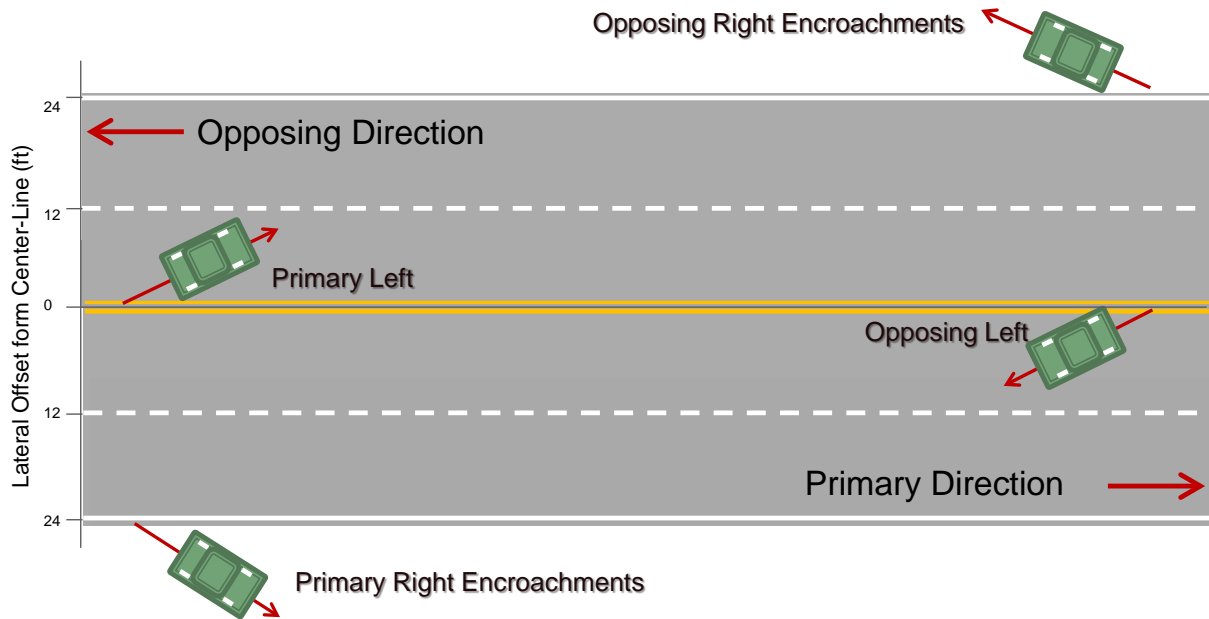 Opposing Right Encroachments
24
Opposing Direction
12
Primary Left
0
Opposing Left
12
Primary Direction
24
Primary Right Encroachments
Lateral Offset form Center-Line (ft)